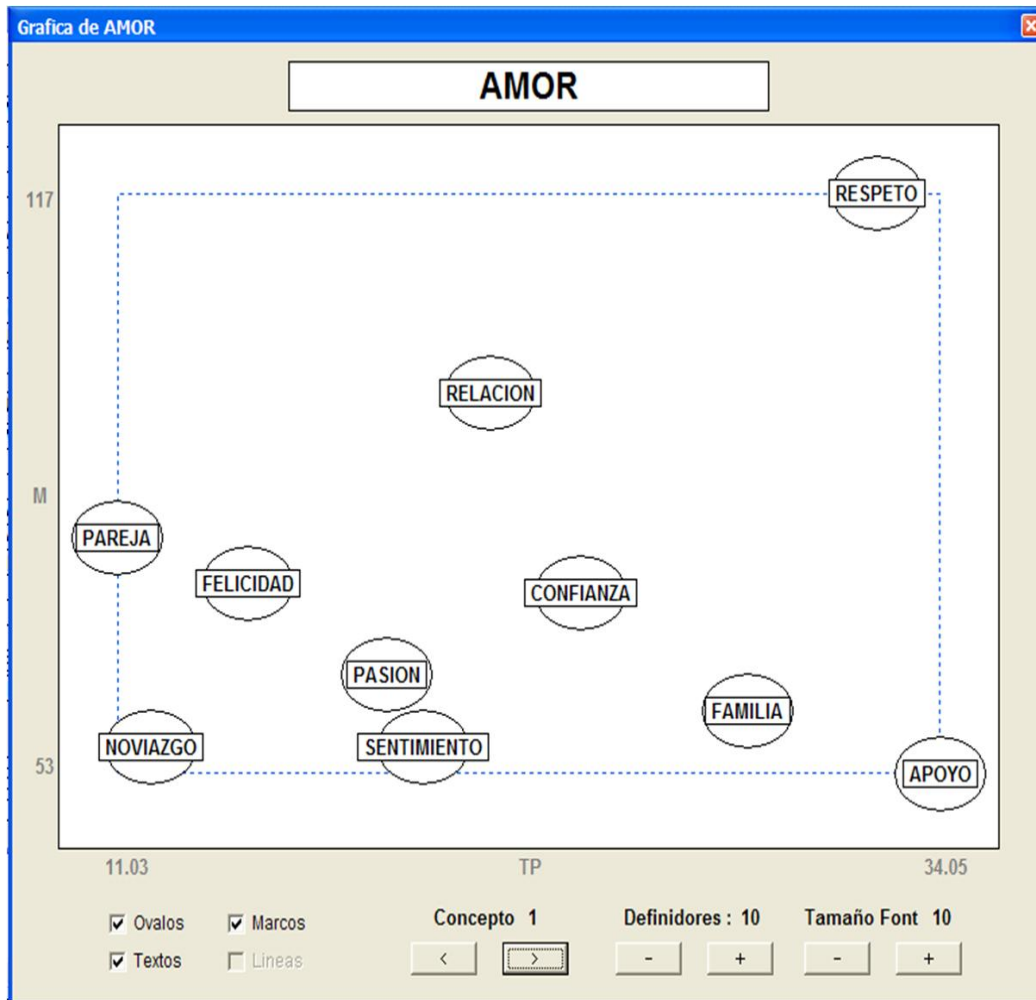 Grafica de AMOR
AMOR
117
RESPETO
RELACION
M
PAREJA
FELICIDAD
CONFIANZA
PASION
FAMILIA
NOVIAZGO
SENTIMIENTO
53
APOYO
11.03 TP 34.05
Ovalos Marcos Concepto 1 Definidores : 10 Tamaño Font 10
Textos Lineas < > - + - +